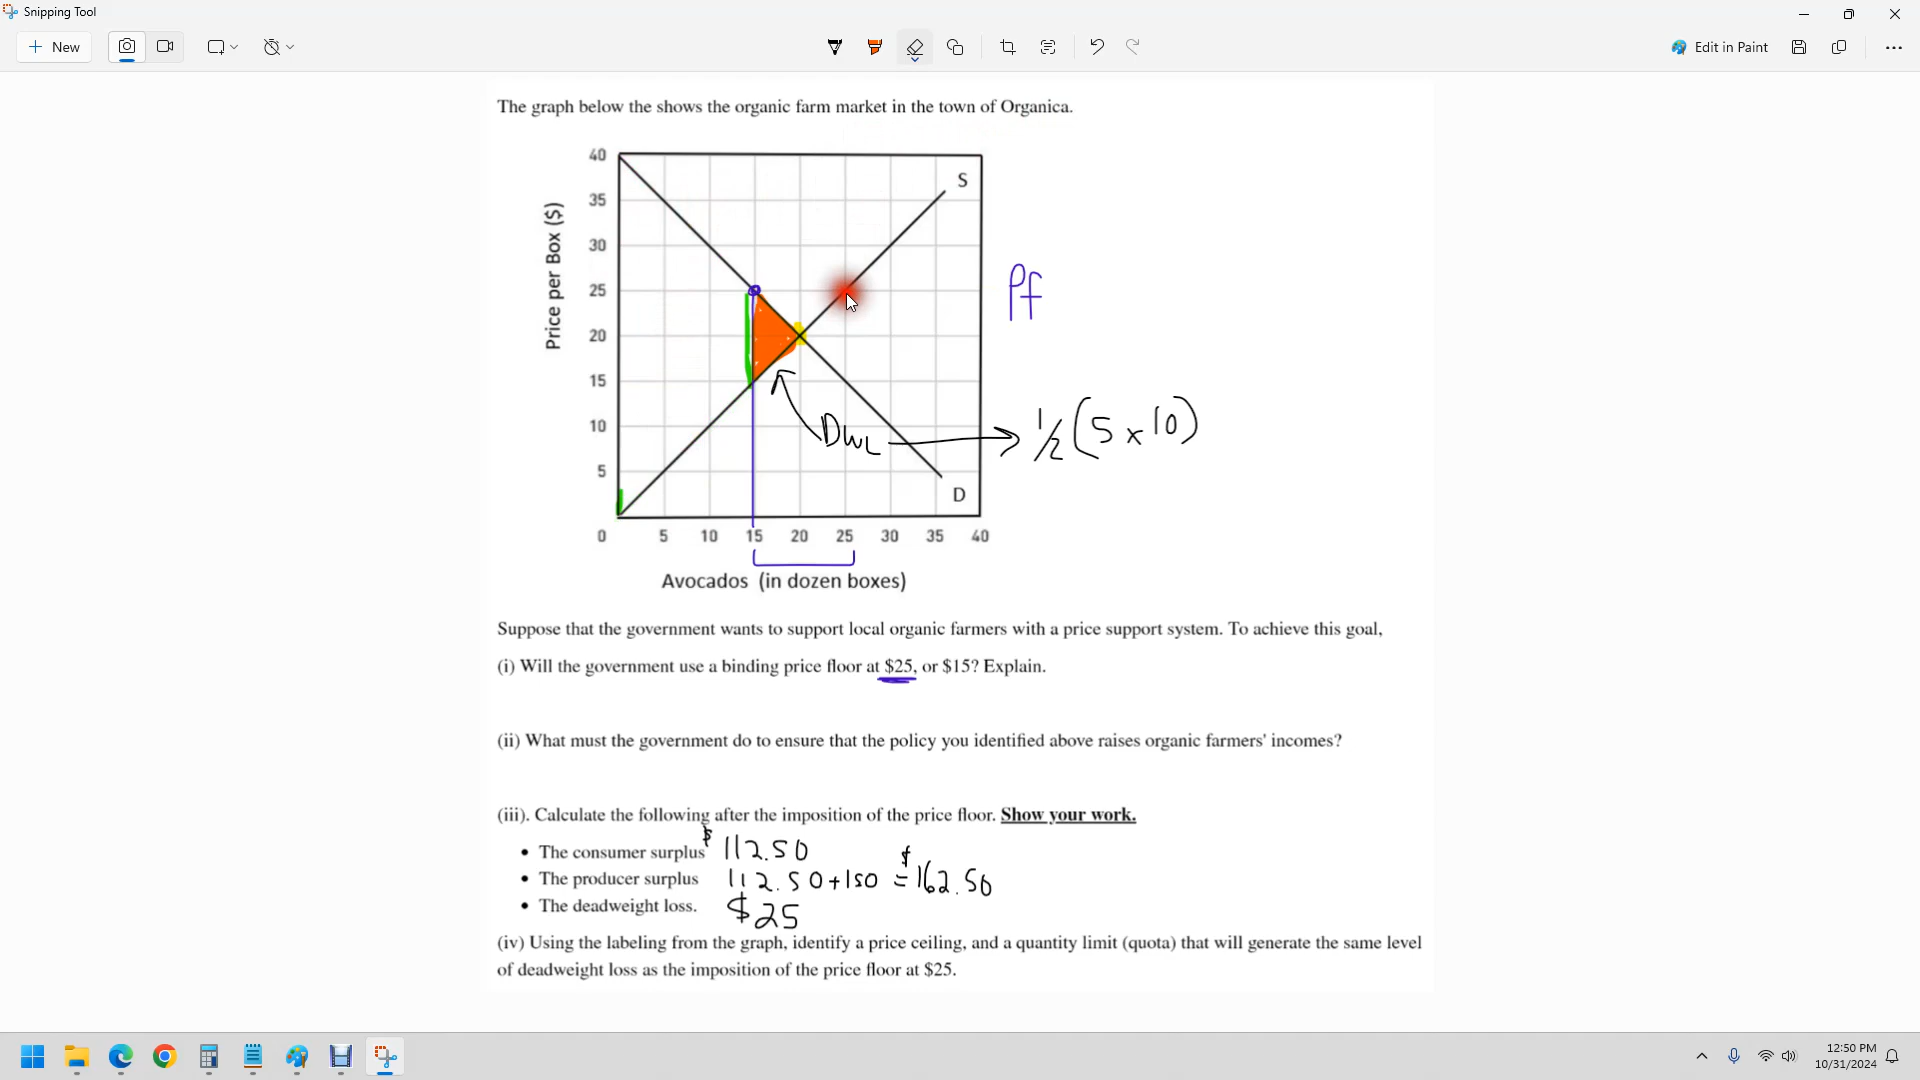 Snipping Tool
New
Edit in Paint
The graph below the shows the organic farm market in the town of Organica.
Price per Box ($)
40
35
30
25
20
15
10
5
0 5 10 15 20 25 30 35 40
S
D
Pf
DWL
1/2 (5 x 10)
Avocados (in dozen boxes)
Suppose that the government wants to support local organic farmers with a price support system. To achieve this goal,
(i) Will the government use a binding price floor at $25, or $15? Explain.
(ii) What must the government do to ensure that the policy you identified above raises organic farmers' incomes?
(iii). Calculate the following after the imposition of the price floor. Show your work.
• The consumer surplus $112.50
• The producer surplus 112.50+150 = $162.50
• The deadweight loss. $25
(iv) Using the labeling from the graph, identify a price ceiling, and a quantity limit (quota) that will generate the same level
of deadweight loss as the imposition of the price floor at $25.
12:50 PM
10/31/2024